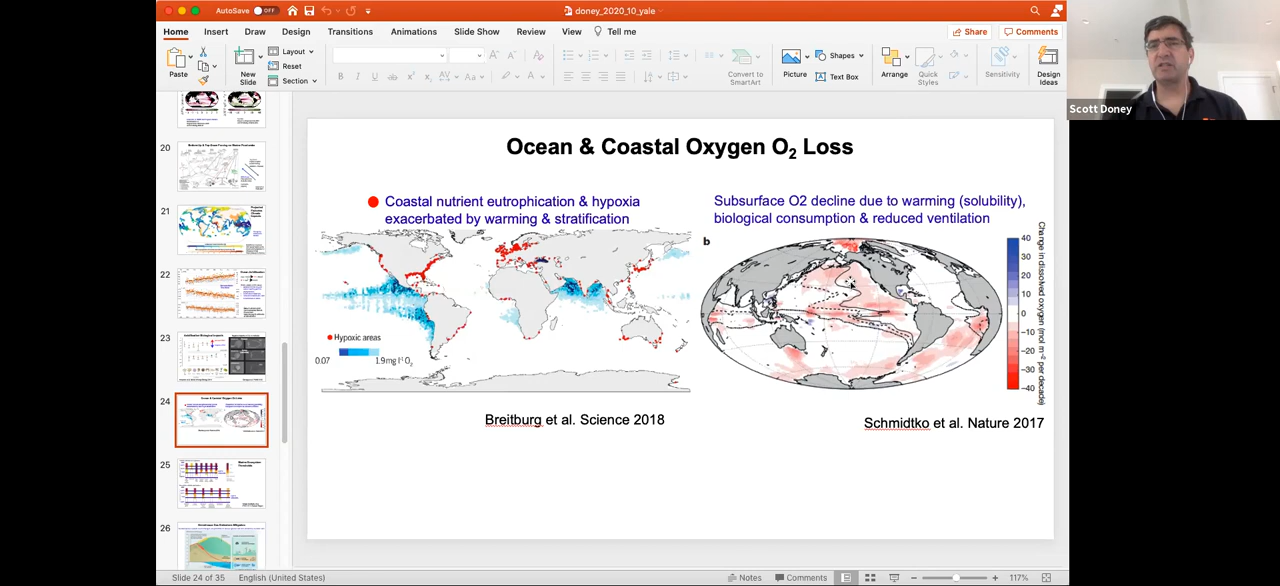 AutoSave OFF
doney_2020_10_yale
Home Insert Draw Design Transitions Animations Slide Show Review View Tell me
Share Comments
Paste
New
Slide
Layout
Reset
Section
Convert to
SmartArt
Picture
Shapes
Text Box
Arrange
Quick
Styles
Sensitivity
Design
Ideas
Scott Doney
20
21
22
23
24
25
26
Ocean & Coastal Oxygen O2 Loss
Coastal nutrient eutrophication & hypoxia
exacerbated by warming & stratification
Hypoxic areas
0.07 1.9 mg l-1 O2
Breitburg et al. Science 2018
Subsurface O2 decline due to warming (solubility),
biological consumption & reduced ventilation
b
40
30
20
10
0
−10
−20
−30
−40
Change in dissolved oxygen (mol m−2 per decade)
Schmidtko et al. Nature 2017
Slide 24 of 35 English (United States)
Notes Comments 117%